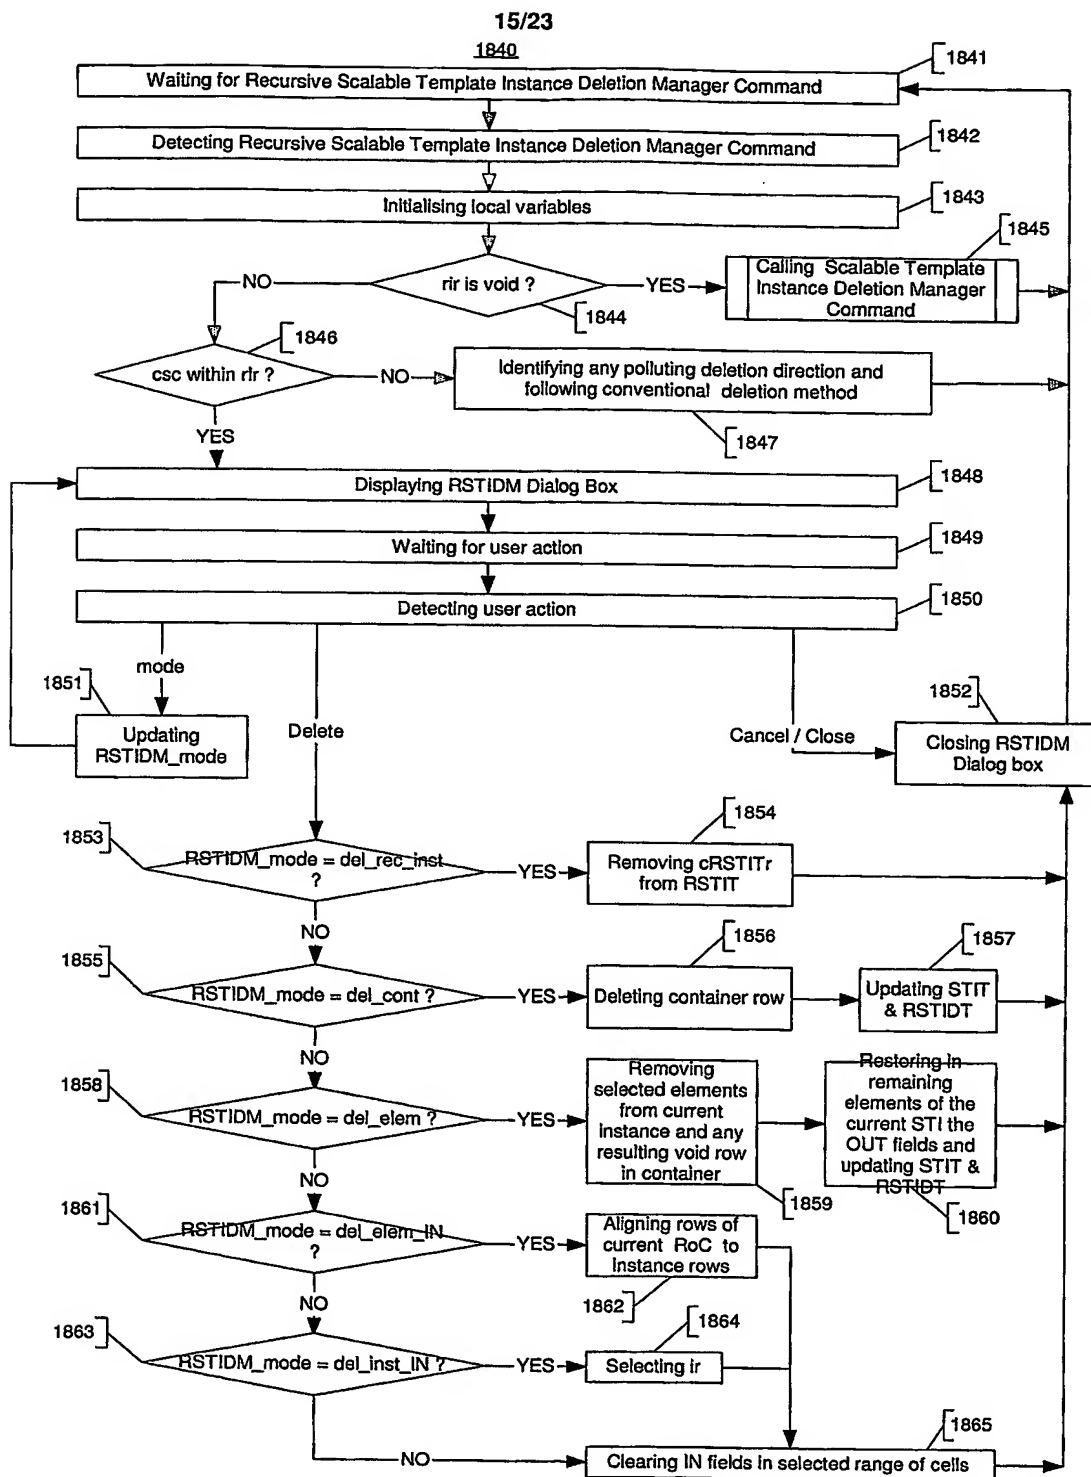 15/23
1840
1841
Waiting for Recursive Scalable Template Instance Deletion Manager Command
1842
Detecting Recursive Scalable Template Instance Deletion Manager Command
1843
Initialising local variables
1845
NO
rir is void ?
YES
Calling Scalable Template
Instance Deletion Manager
Command
1844
1846
csc within rir ?
NO
Identifying any polluting deletion direction and
following conventional deletion method
1847
YES
1848
Displaying RSTIDM Dialog Box
1849
Waiting for user action
1850
Detecting user action
mode
1851
Updating
RSTIDM_mode
Delete
Cancel / Close
1852
Closing RSTIDM
Dialog box
1853
RSTIDM_mode = del_rec_inst
?
YES
1854
Removing cRSTITr
from RSTIT
NO
1855
RSTIDM_mode = del_cont ?
YES
1856
Deleting container row
1857
Updating STIT
& RSTIDT
NO
1858
RSTIDM_mode = del_elem ?
YES
Removing
selected elements
from current
instance and any
resulting void row
in container
1859
Restoring in
remaining
elements of the
current STI the
OUT fields and
updating STIT &
RSTIDT
1860
NO
1861
RSTIDM_mode = del_elem_IN
?
YES
Aligning rows of
current RoC to
Instance rows
1862
NO
1863
RSTIDM_mode = del_inst_IN ?
YES
1864
Selecting ir
NO
1865
Clearing IN fields in selected range of cells